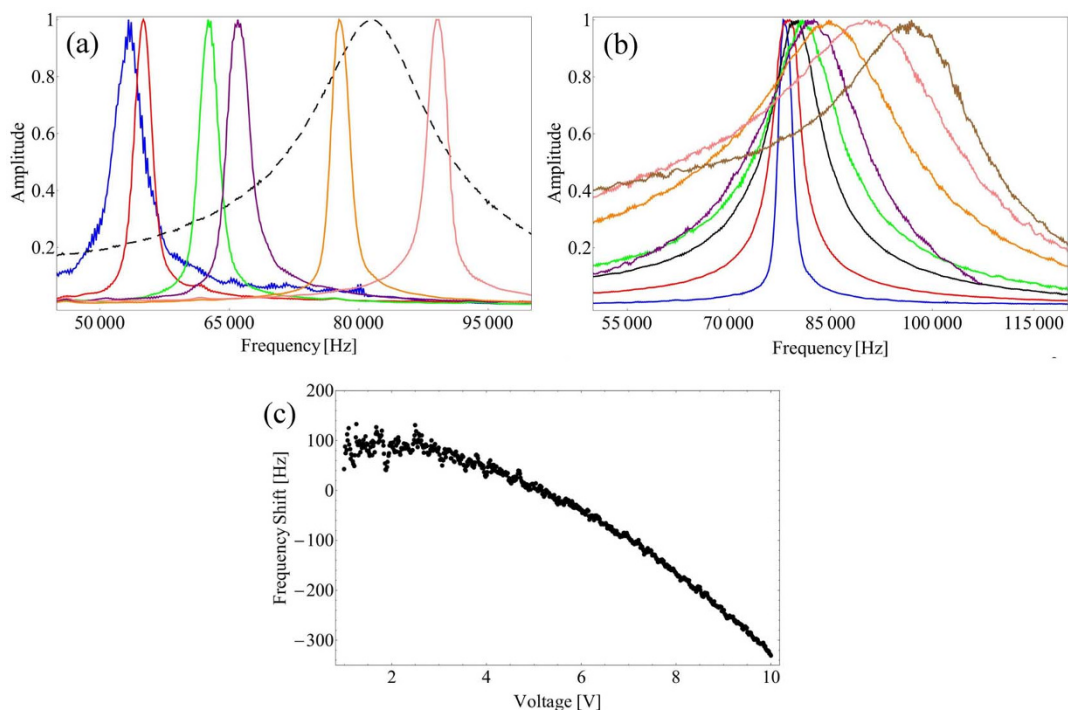 (a)
Amplitude
1
0.8
0.6
0.4
0.2
50 000 65 000 80 000 95 000
Frequency [Hz]
(b)
Amplitude
1
0.8
0.6
0.4
0.2
55 000 70 000 85 000 100 000 115 000
Frequency [Hz]
(c)
Frequency Shift [Hz]
200
100
0
−100
−200
−300
2 4 6 8 10
Voltage [V]